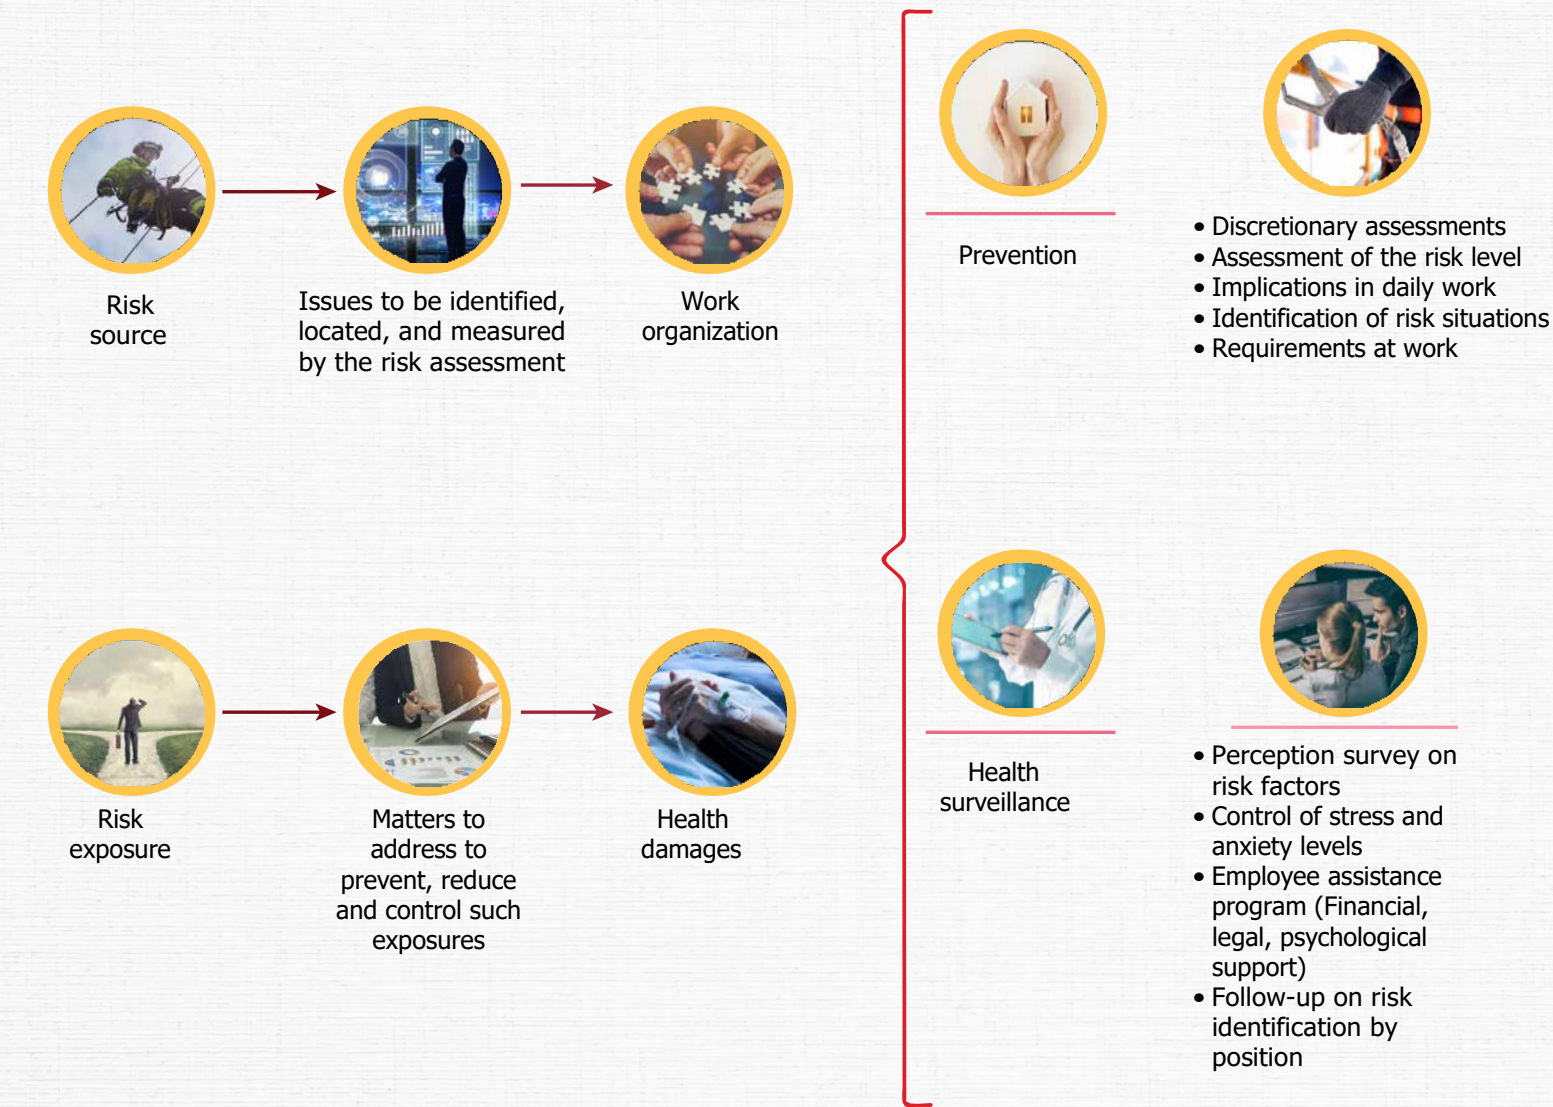 Risk
source
Issues to be identified,
located, and measured
by the risk assessment
Work
organization
Prevention
• Discretionary assessments
• Assessment of the risk level
• Implications in daily work
• Identification of risk situations
• Requirements at work
Risk
exposure
Matters to
address to
prevent, reduce
and control such
exposures
Health
damages
Health
surveillance
• Perception survey on
risk factors
• Control of stress and
anxiety levels
• Employee assistance
program (Financial,
legal, psychological
support)
• Follow-up on risk
identification by
position